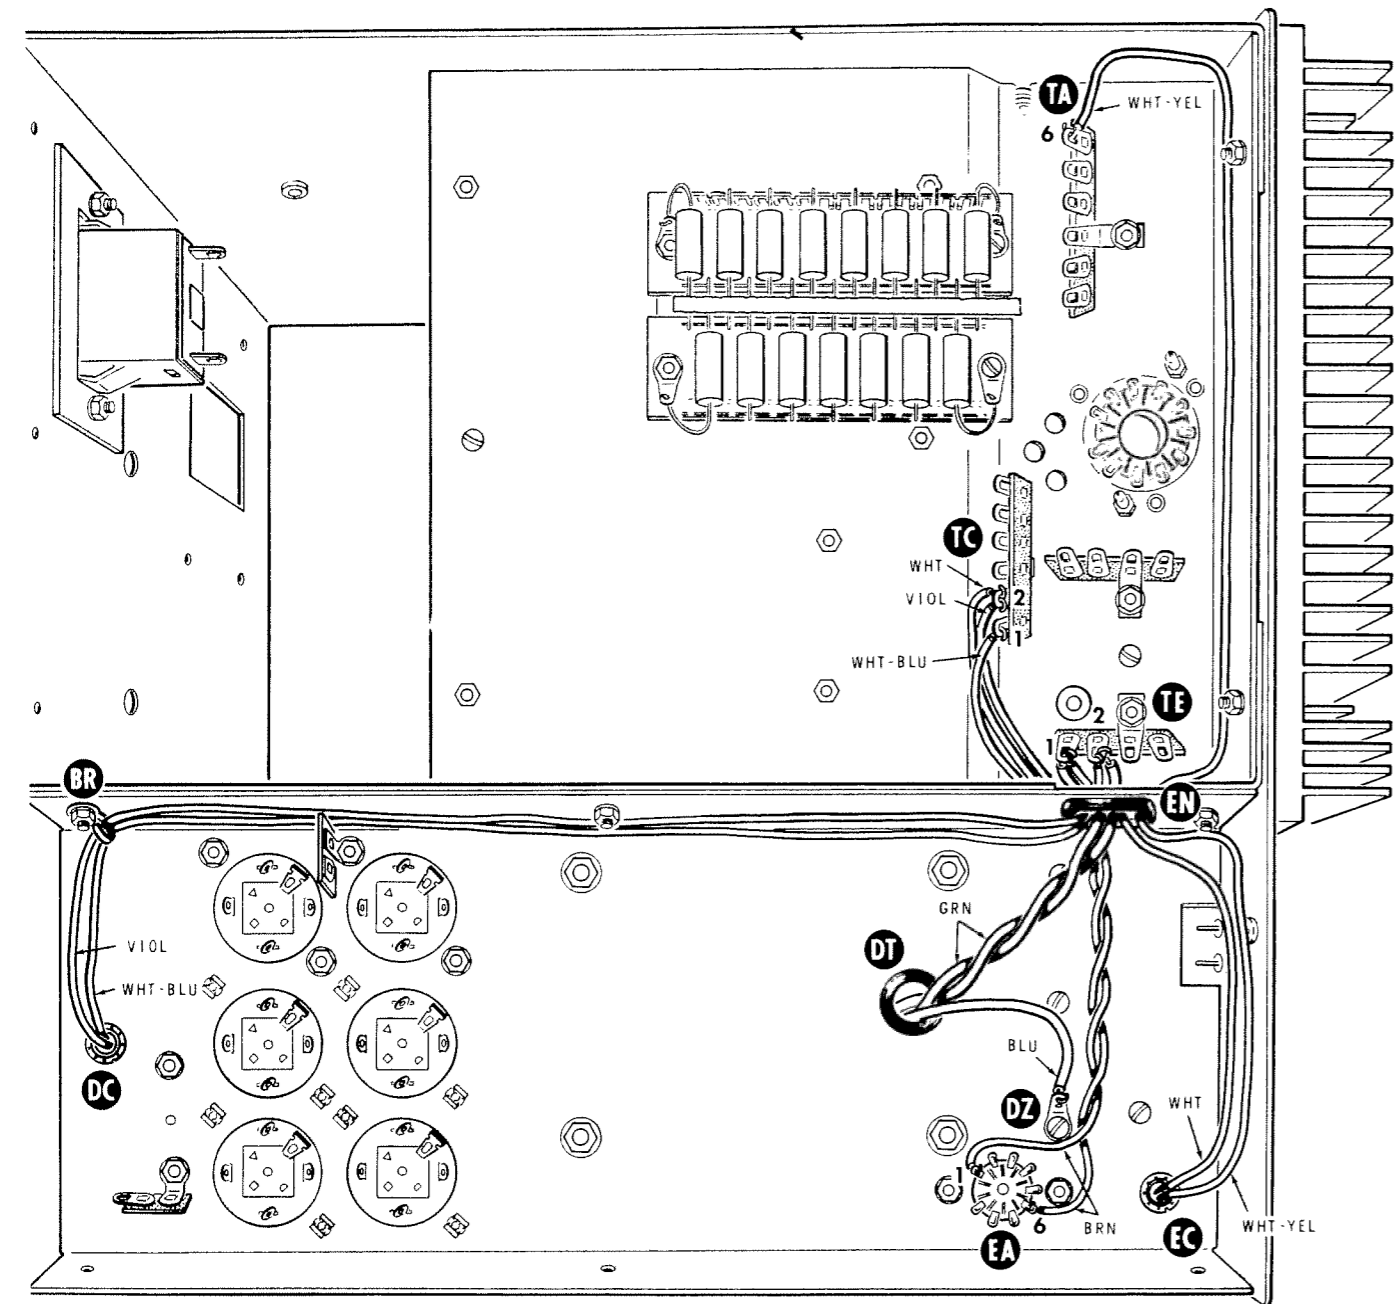 TA
WHT-YEL
6
TC
WHT
VIOL
2
1
WHT-BLU
TE
2
1
BR
EN
GRN
DT
VIOL
WHT-BLU
BLU
DC
DZ
WHT
1
6
BRN
WHT-YEL
EA
EC